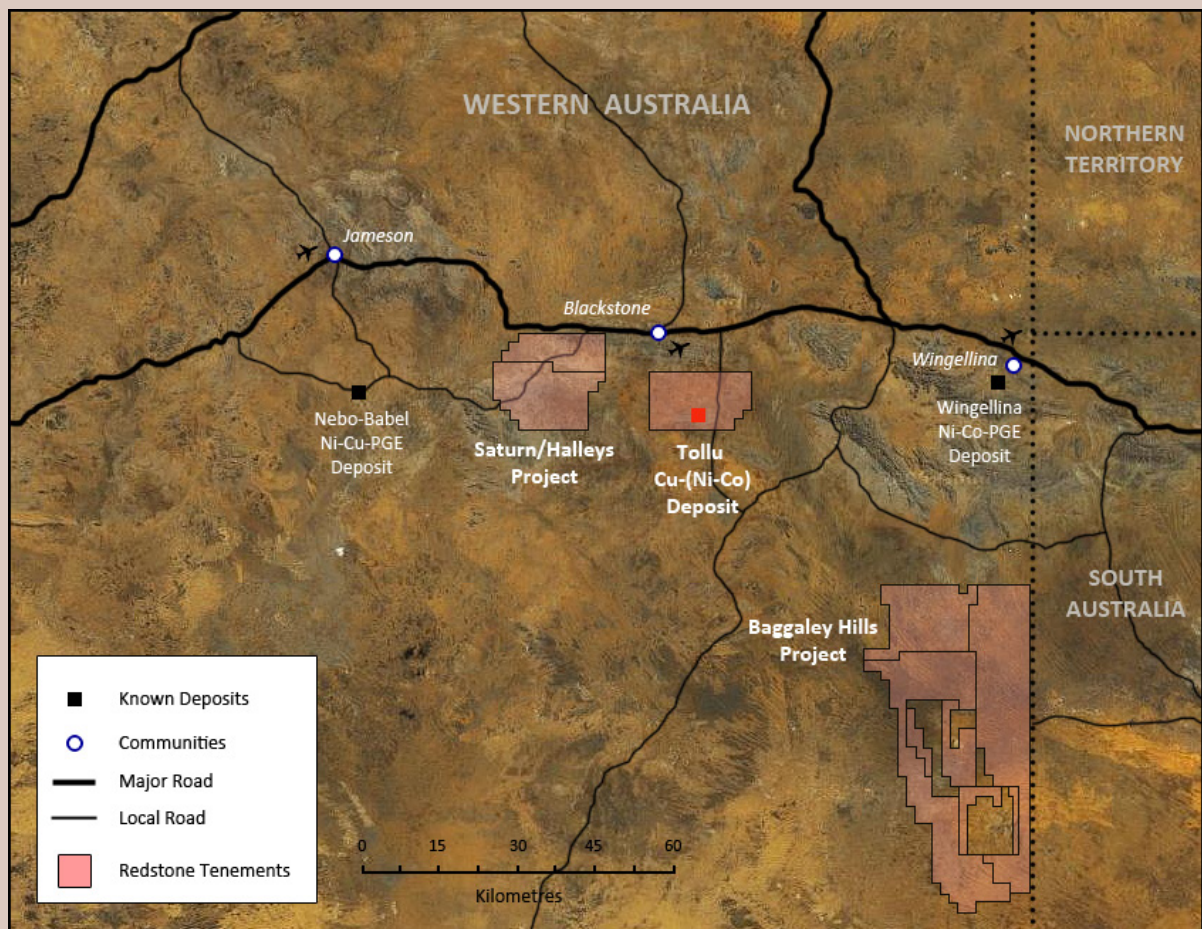 WESTERN AUSTRALIA
NORTHERN
TERRITORY
Jameson
Blackstone
Wingellina
Nebo-Babel
Ni-Cu-PGE
Deposit
Saturn/Halleys
Project
Tollu
Cu-(Ni-Co)
Deposit
Wingellina
Ni-Co-PGE
Deposit
SOUTH
AUSTRALIA
Baggaley Hills
Project
Known Deposits
Communities
Major Road
Local Road
Redstone Tenements
0 15 30 45 60
Kilometres